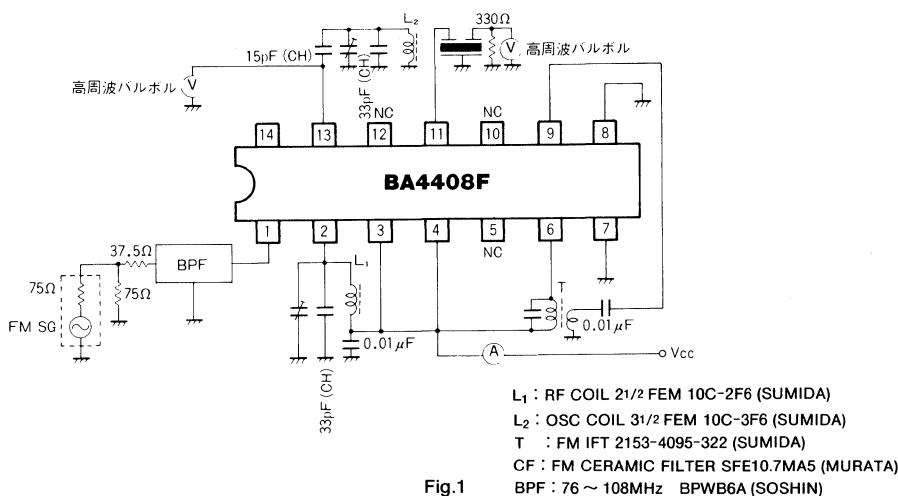 L₂
330Ω
15pF (CH)
33pF (CH)
V
高周波バルボル
V
高周波バルボル
NC
NC
14
13
12
11
10
9
8
BA4408F
1
2
3
4
5
6
7
NC
37.5Ω
BPF
75Ω
75Ω
FM SG
L₁
T
0.01μF
0.01μF
33pF (CH)
A
Vcc
L₁ : RF COIL 2 1/2 FEM 10C-2F6 (SUMIDA)
L₂ : OSC COIL 3 1/2 FEM 10C-3F6 (SUMIDA)
T : FM IFT 2153-4095-322 (SUMIDA)
CF : FM CERAMIC FILTER SFE10.7MA5 (MURATA)
Fig.1
BPF : 76 ~ 108MHz BPWB6A (SOSHIN)